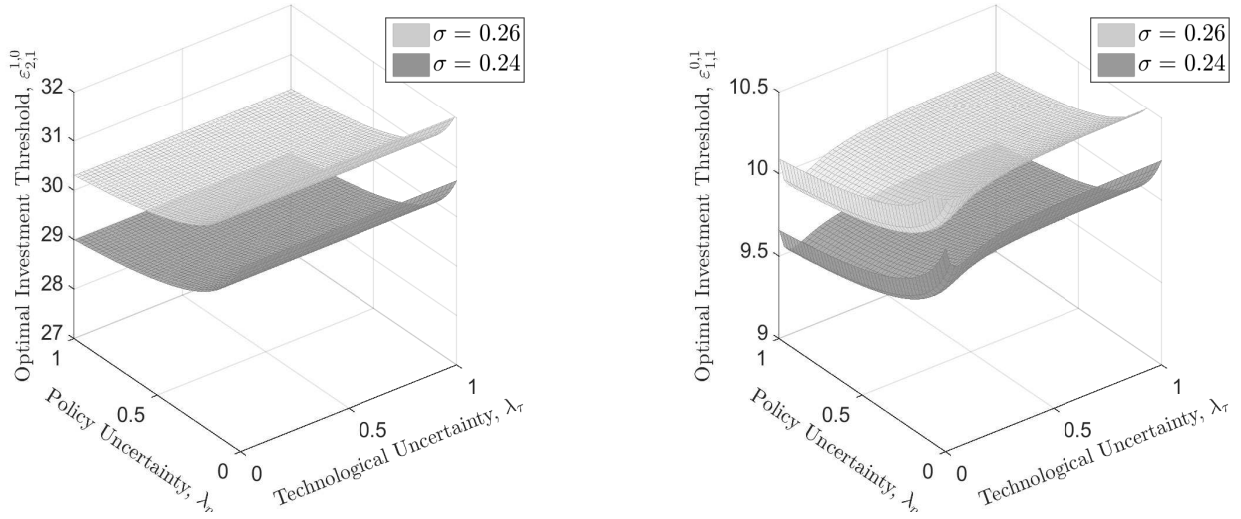 σ = 0.26
σ = 0.24
Optimal Investment Threshold, ε_{2,1}^{1,0}
32
31
30
29
28
27
1
0.5
0
Policy Uncertainty, λ_p
0
0.5
1
Technological Uncertainty, λ_τ
σ = 0.26
σ = 0.24
Optimal Investment Threshold, ε_{1,1}^{0,1}
10.5
10
9.5
9
1
0.5
0
Policy Uncertainty, λ_p
0
0.5
1
Technological Uncertainty, λ_τ